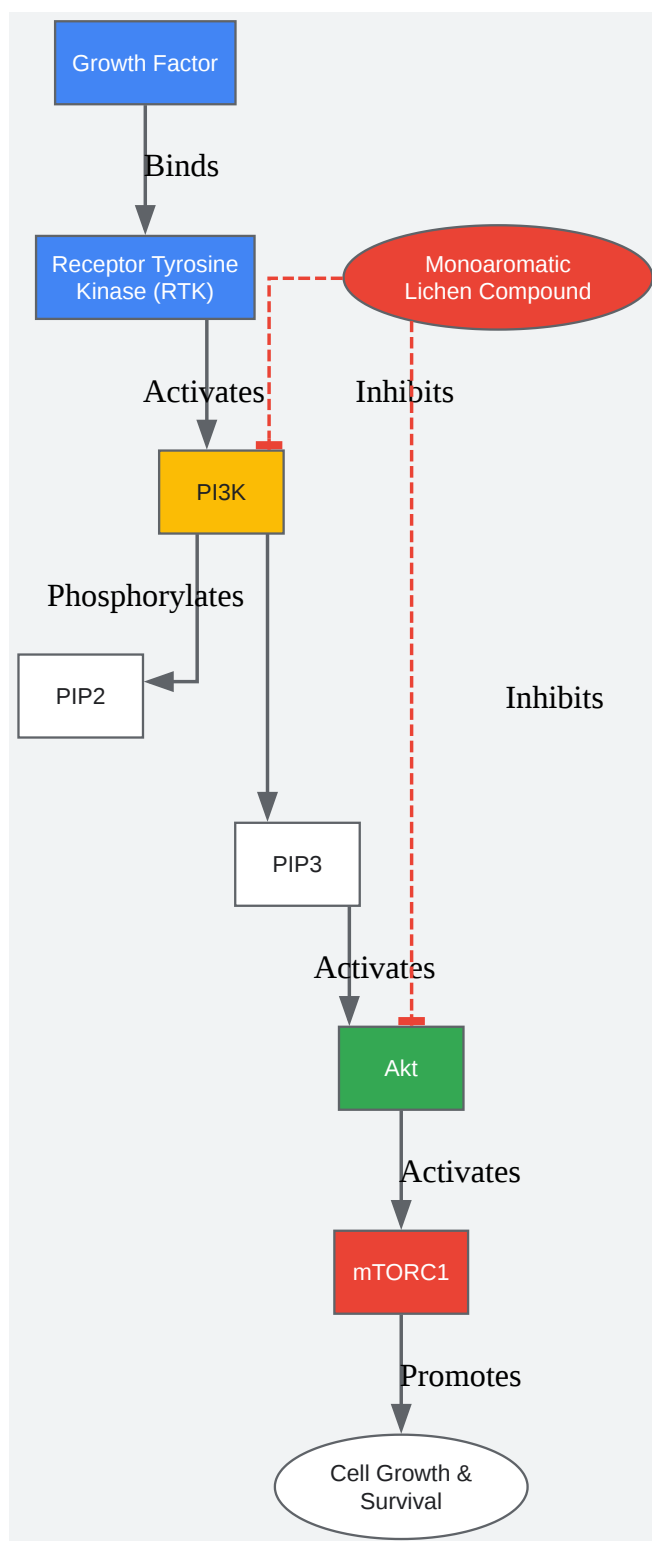 Growth Factor
Binds
Receptor Tyrosine
Kinase (RTK)
Monoaromatic
Lichen Compound
Activates
Inhibits
PI3K
Phosphorylates
PIP2
Inhibits
PIP3
Activates
Akt
Activates
mTORC1
Promotes
Cell Growth &
Survival